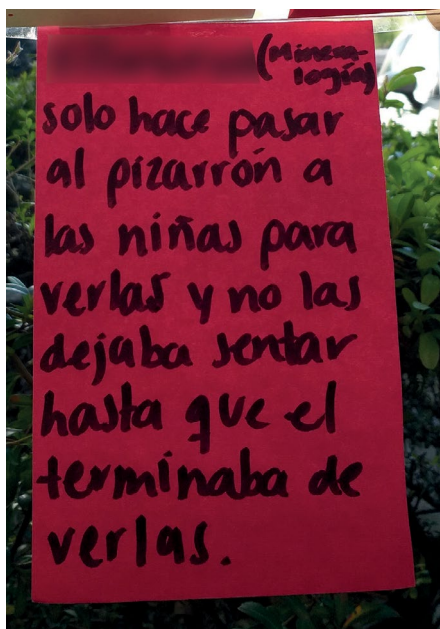 (Minera-
logía)
solo hace pasar
al pizarrón a
las niñas para
verlas y no las
dejaba sentar
hasta que el
terminaba de
verlas.